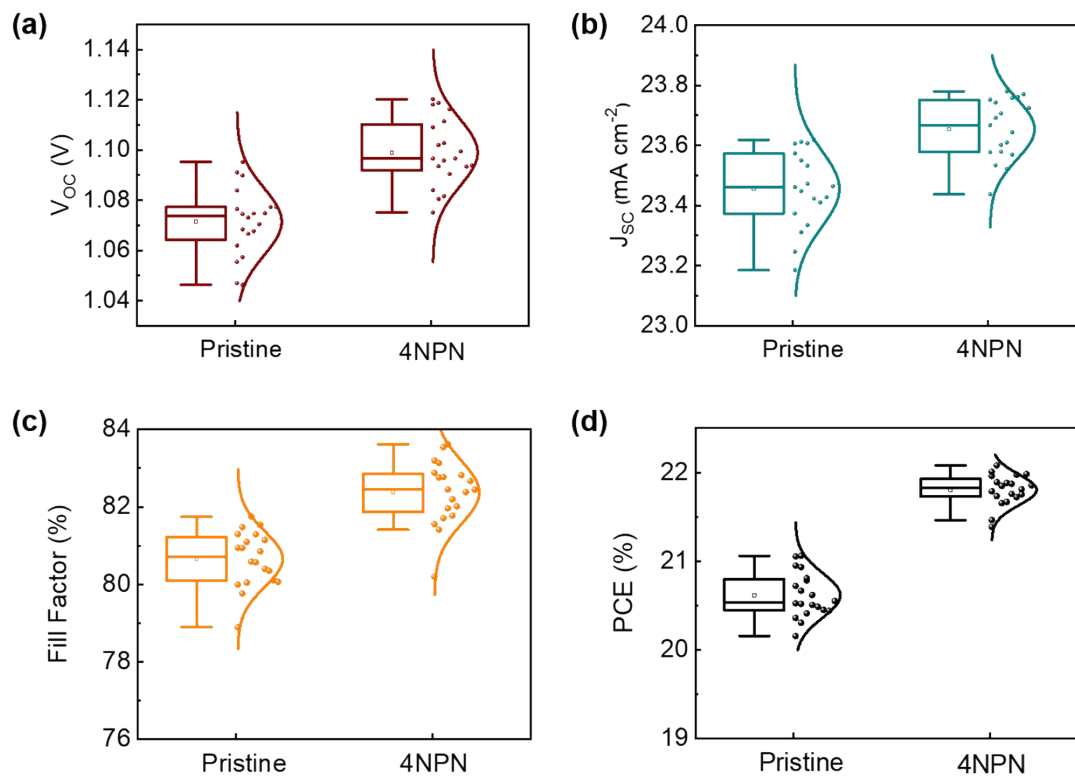 (a)
1.14
1.12
1.10
1.08
1.06
1.04
V_OC (V)
Pristine 4NPN
(b)
24.0
23.8
23.6
23.4
23.2
23.0
J_SC (mA cm⁻²)
Pristine 4NPN
(c)
84
82
80
78
76
Fill Factor (%)
Pristine 4NPN
(d)
22
21
20
19
PCE (%)
Pristine 4NPN